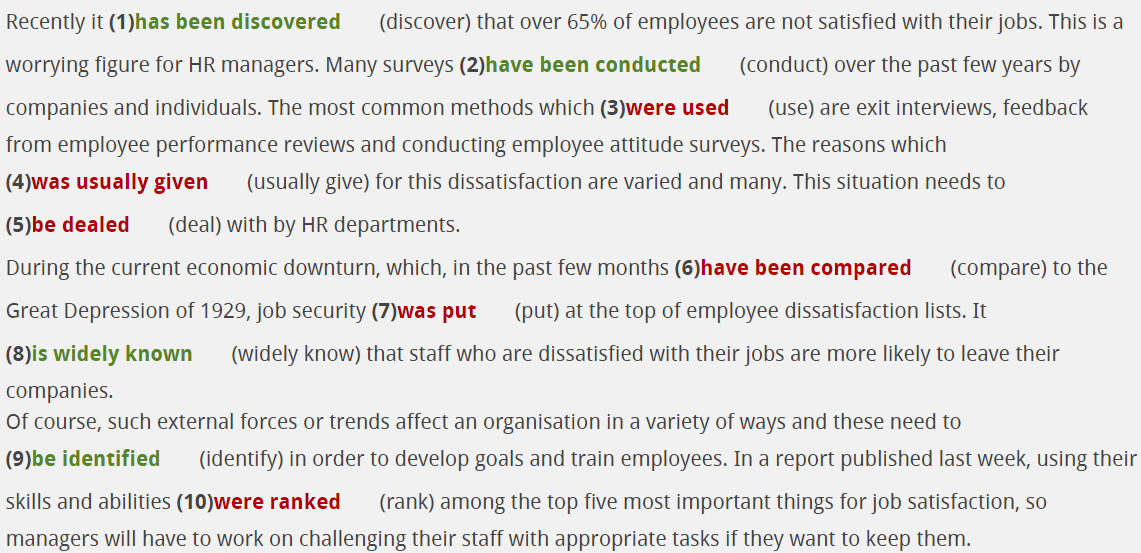 Recently it (1)has been discovered (discover) that over 65% of employees are not satisfied with their jobs. This is a
worrying figure for HR managers. Many surveys (2)have been conducted (conduct) over the past few years by
companies and individuals. The most common methods which (3)were used (use) are exit interviews, feedback
from employee performance reviews and conducting employee attitude surveys. The reasons which
(4)was usually given (usually give) for this dissatisfaction are varied and many. This situation needs to
(5)be dealed (deal) with by HR departments.
During the current economic downturn, which, in the past few months (6)have been compared (compare) to the
Great Depression of 1929, job security (7)was put (put) at the top of employee dissatisfaction lists. It
(8)is widely known (widely know) that staff who are dissatisfied with their jobs are more likely to leave their
companies.
Of course, such external forces or trends affect an organisation in a variety of ways and these need to
(9)be identified (identify) in order to develop goals and train employees. In a report published last week, using their
skills and abilities (10)were ranked (rank) among the top five most important things for job satisfaction, so
managers will have to work on challenging their staff with appropriate tasks if they want to keep them.